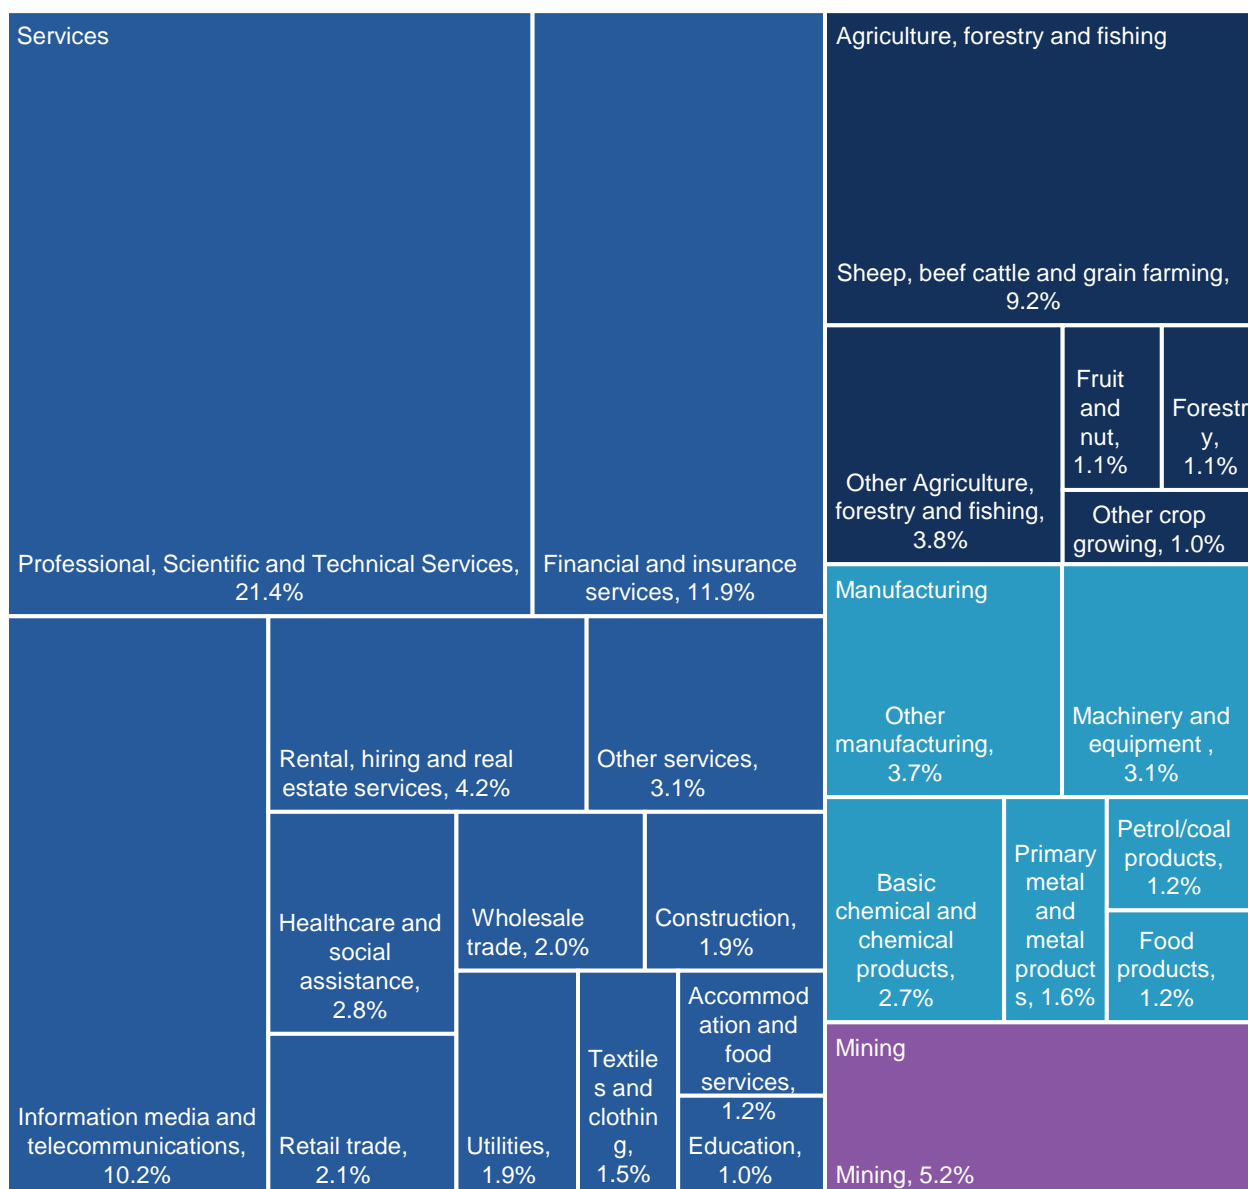 Services
Professional, Scientific and Technical Services,
21.4%
Financial and insurance
services, 11.9%
Information media and
telecommunications,
10.2%
Rental, hiring and real
estate services, 4.2%
Other services,
3.1%
Healthcare and
social
assistance,
2.8%
Wholesale
trade, 2.0%
Construction,
1.9%
Retail trade,
2.1%
Utilities,
1.9%
Textile
s and
clothin
g,
1.5%
Accommod
ation and
food
services,
1.2%
Education,
1.0%
Agriculture, forestry and fishing
Sheep, beef cattle and grain farming,
9.2%
Other Agriculture,
forestry and fishing,
3.8%
Fruit
and
nut,
1.1%
Forestr
y,
1.1%
Other crop
growing, 1.0%
Manufacturing
Other
manufacturing,
3.7%
Machinery and
equipment ,
3.1%
Basic
chemical and
chemical
products,
2.7%
Primary
metal
and
metal
product
s, 1.6%
Petrol/coal
products,
1.2%
Food
products,
1.2%
Mining
Mining, 5.2%